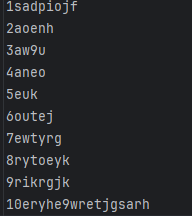 1sadpiojf
2aoenh
3aw9u
4aneo
5euk
6outej
7ewtyrg
8rytoeyk
9rikrgjk
10eryhe9wretjgsarh